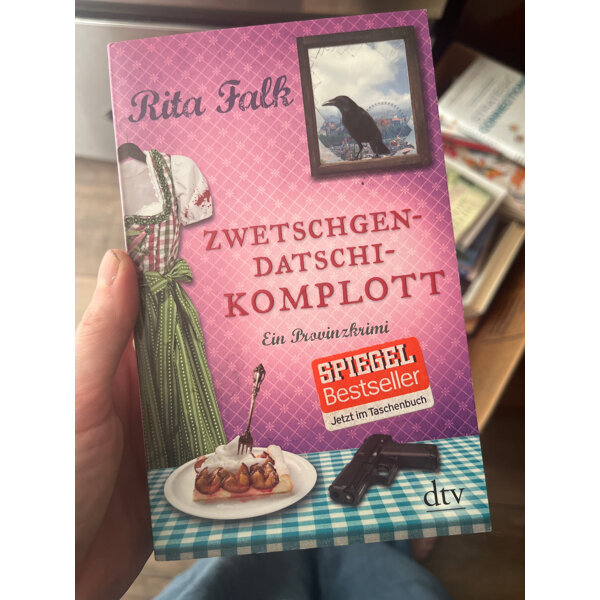 Rita Falk
ZWETSCHGEN-
DATSCHI-
KOMPLOTT
Ein Provinzkrimi
SPIEGEL
Bestseller
Jetzt im Taschenbuch
dtv